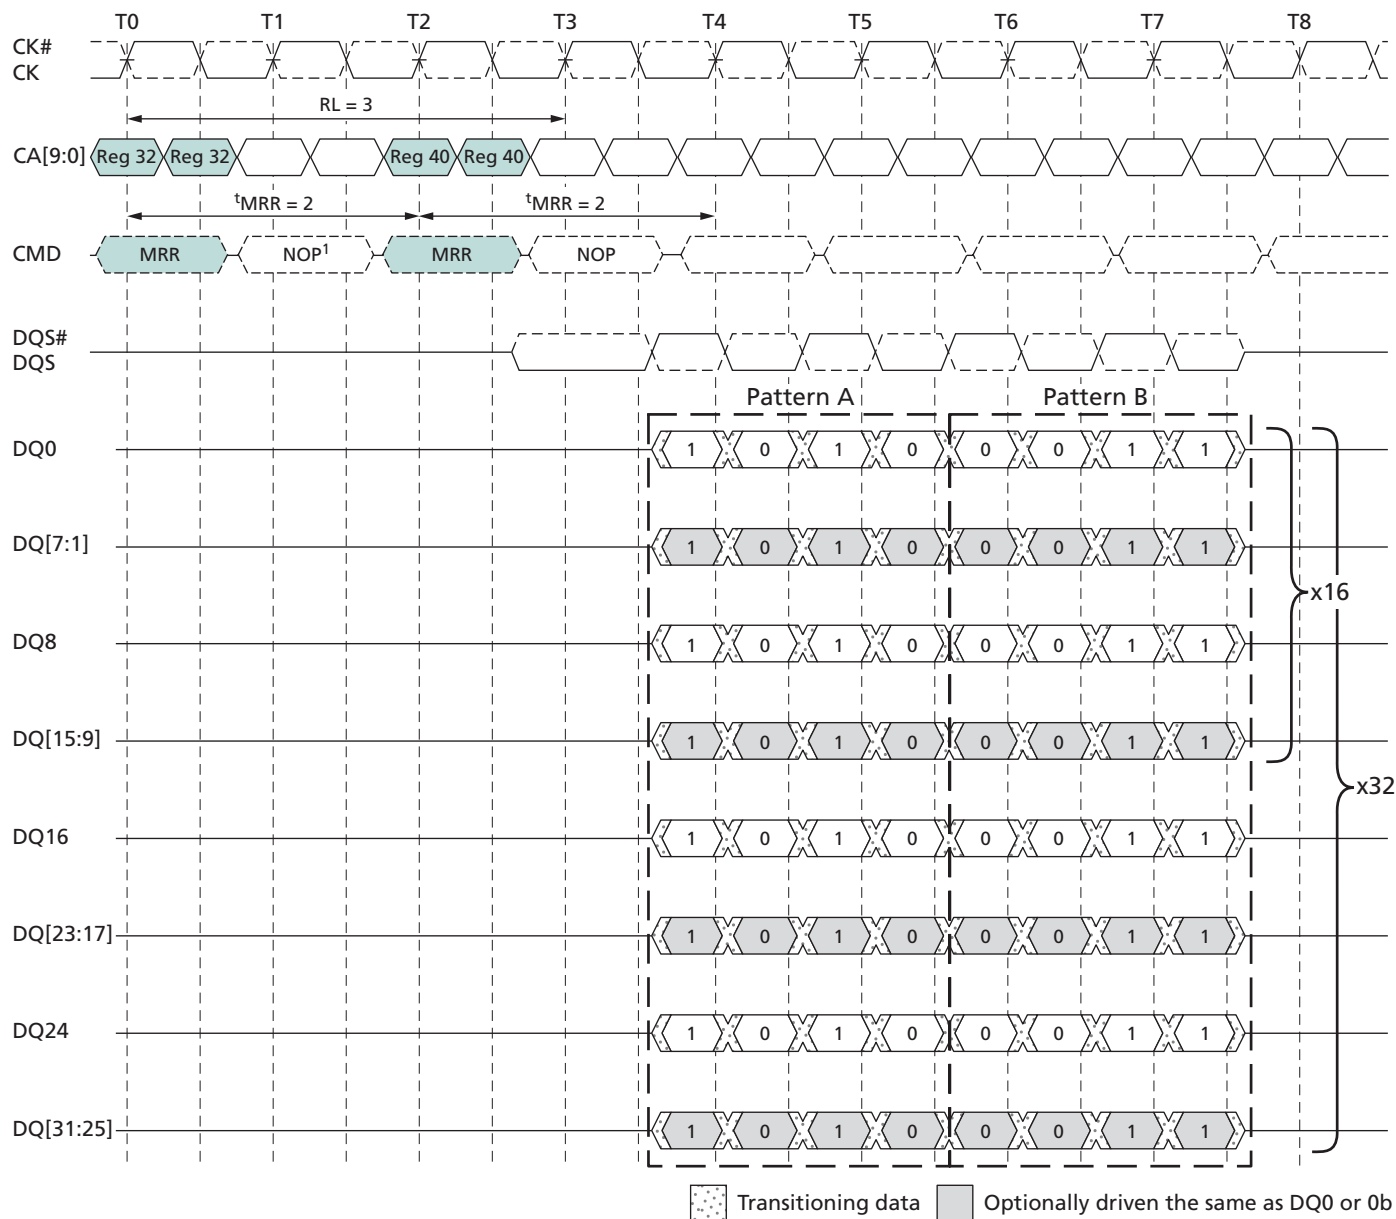 T0 T1 T2 T3 T4 T5 T6 T7 T8
CK#
CK
RL = 3
CA[9:0] Reg 32 Reg 32 Reg 40 Reg 40
tMRR = 2 tMRR = 2
CMD MRR NOP1 MRR NOP
DQS#
DQS
Pattern A Pattern B
DQ0 1 0 1 0 0 0 1 1
DQ[7:1] 1 0 1 0 0 0 1 1
x16
DQ8 1 0 1 0 0 0 1 1
DQ[15:9] 1 0 1 0 0 0 1 1
x32
DQ16 1 0 1 0 0 0 1 1
DQ[23:17] 1 0 1 0 0 0 1 1
DQ24 1 0 1 0 0 0 1 1
DQ[31:25] 1 0 1 0 0 0 1 1
Transitioning data Optionally driven the same as DQ0 or 0b